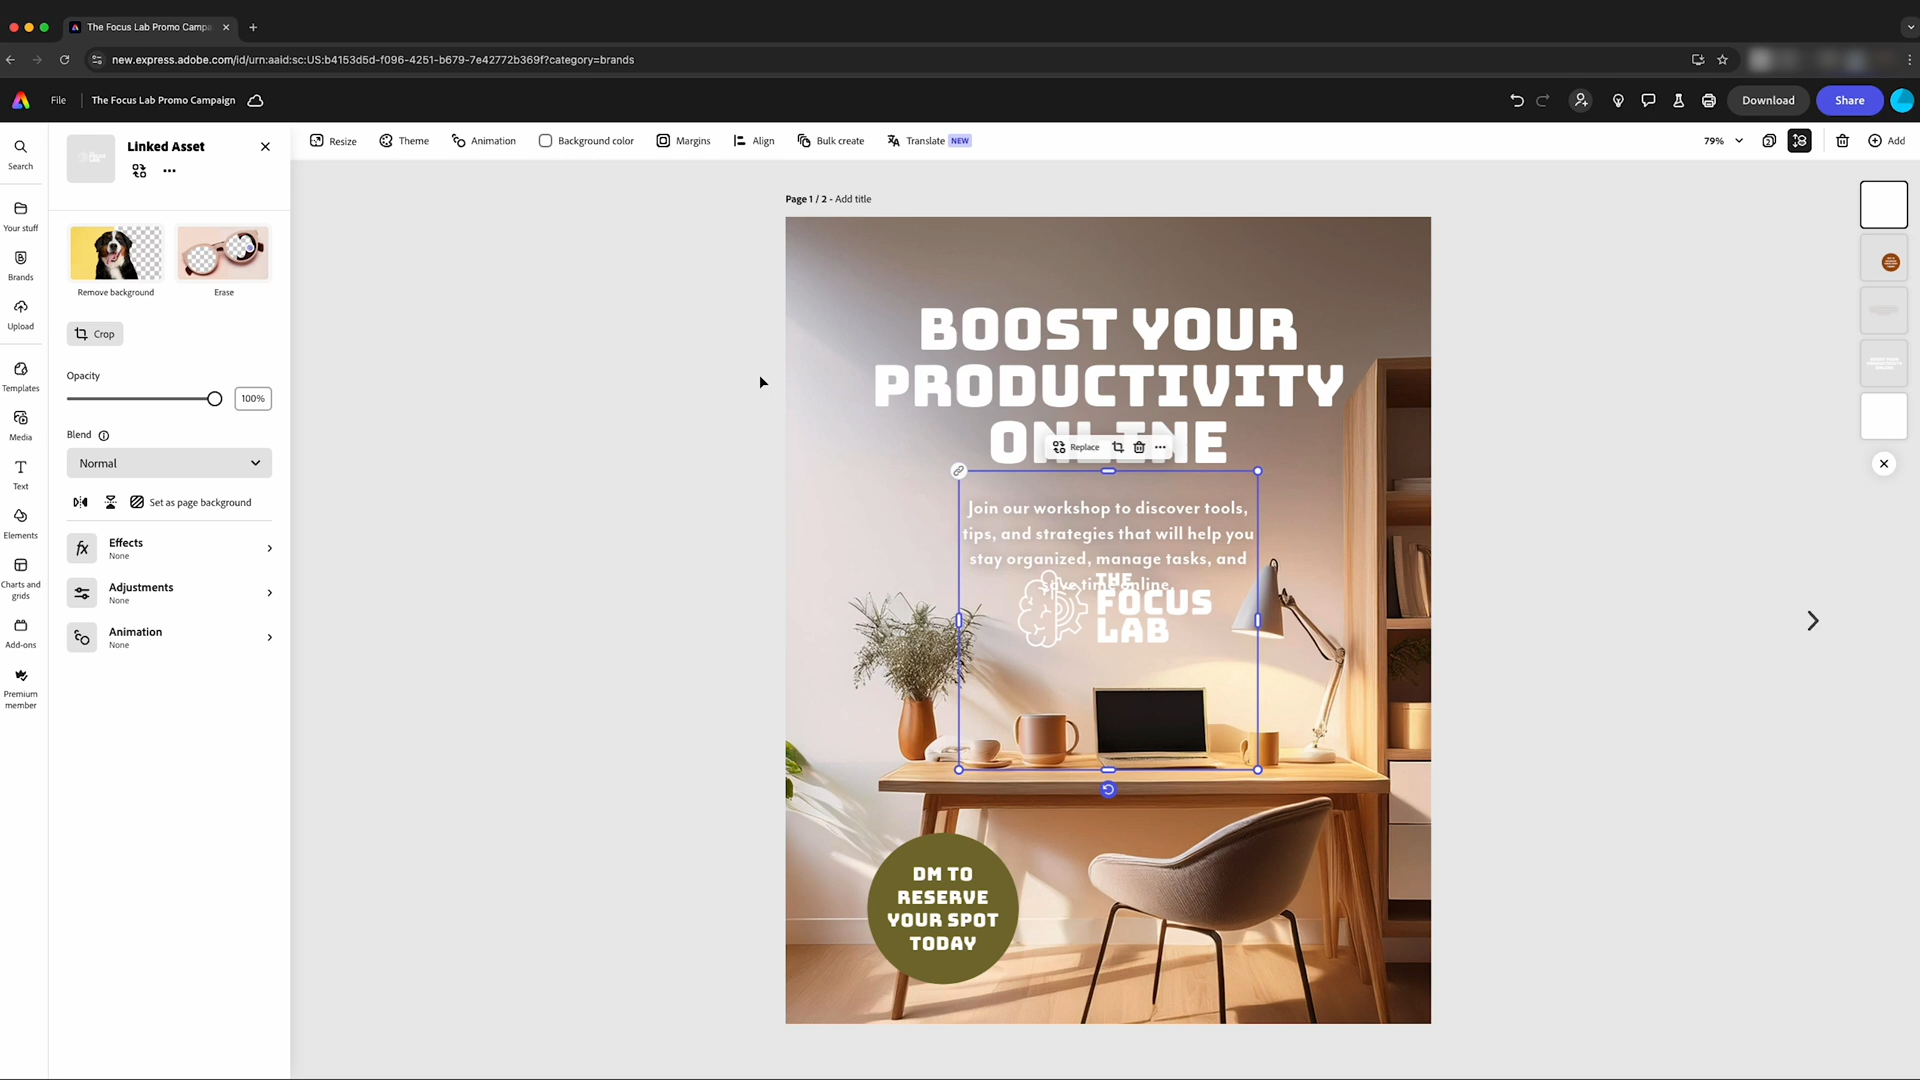 The Focus Lab Promo Campa
new.express.adobe.com/id/urn:aaid:sc:US:b4153d5d-f096-4251-b679-7e42772b369f?category=brands
File
The Focus Lab Promo Campaign
Download
Share
Search
Your stuff
Brands
Upload
Templates
Media
Text
Elements
Charts and
grids
Add-ons
Premium
member
Linked Asset
Remove background
Erase
Crop
Opacity
100%
Blend
Normal
Set as page background
Effects
None
Adjustments
None
Animation
None
Resize
Theme
Animation
Background color
Margins
Align
Bulk create
Translate NEW
79%
Add
Page 1 / 2 - Add title
BOOST YOUR
PRODUCTIVITY
ONLINE
Replace
Join our workshop to discover tools,
tips, and strategies that will help you
stay organized, manage tasks, and
save time online.
THE
FOCUS
LAB
DM TO
RESERVE
YOUR SPOT
TODAY